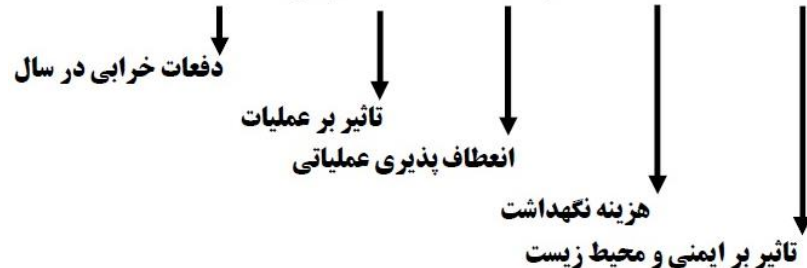 دفعات خرابی در سال
تاثیر بر عملیات
انعطاف پذیری عملیاتی
هزینه نگهداشت
تاثیر بر ایمنی و محیط زیست